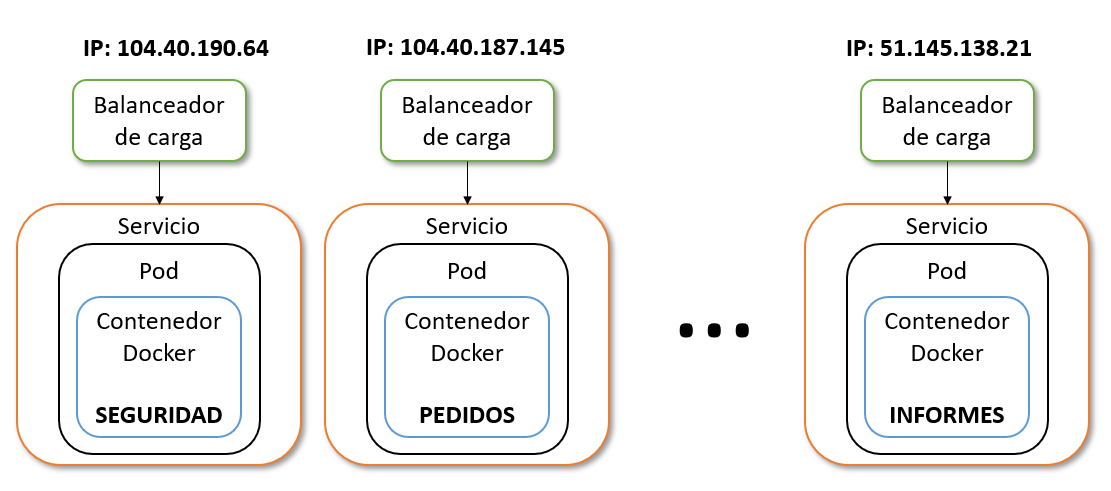 IP: 104.40.190.64
Balanceador
de carga
Servicio
Pod
Contenedor
Docker
SEGURIDAD
IP: 104.40.187.145
Balanceador
de carga
Servicio
Pod
Contenedor
Docker
PEDIDOS
...
IP: 51.145.138.21
Balanceador
de carga
Servicio
Pod
Contenedor
Docker
INFORMES